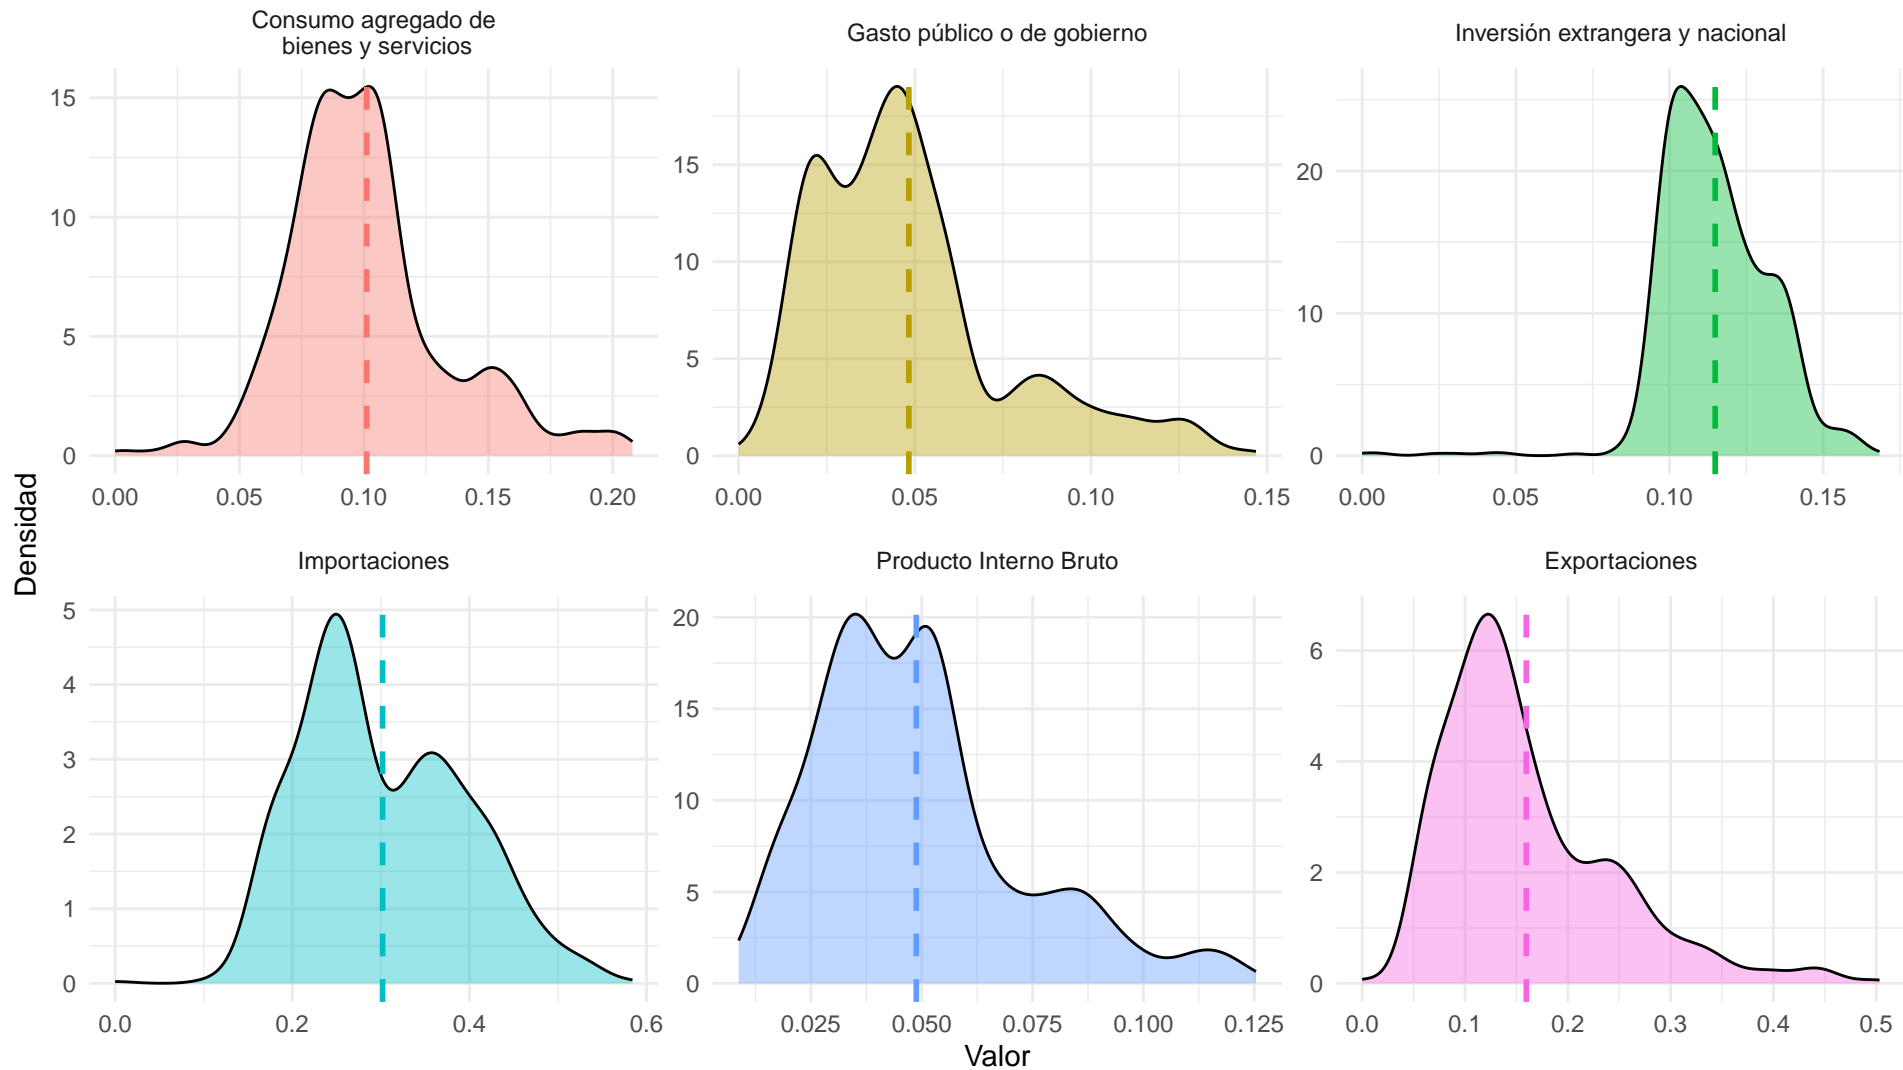 Consumo agregado de
bienes y servicios
Gasto público o de gobierno
Inversión extrangera y nacional
15
10
5
0
0.00 0.05 0.10 0.15 0.20
15
10
5
0
0.00 0.05 0.10 0.15
20
10
0
0.00 0.05 0.10 0.15
Densidad
Importaciones
Producto Interno Bruto
Exportaciones
5
4
3
2
1
0
0.0 0.2 0.4 0.6
20
15
10
5
0
0.025 0.050 0.075 0.100 0.125
6
4
2
0
0.0 0.1 0.2 0.3 0.4 0.5
Valor